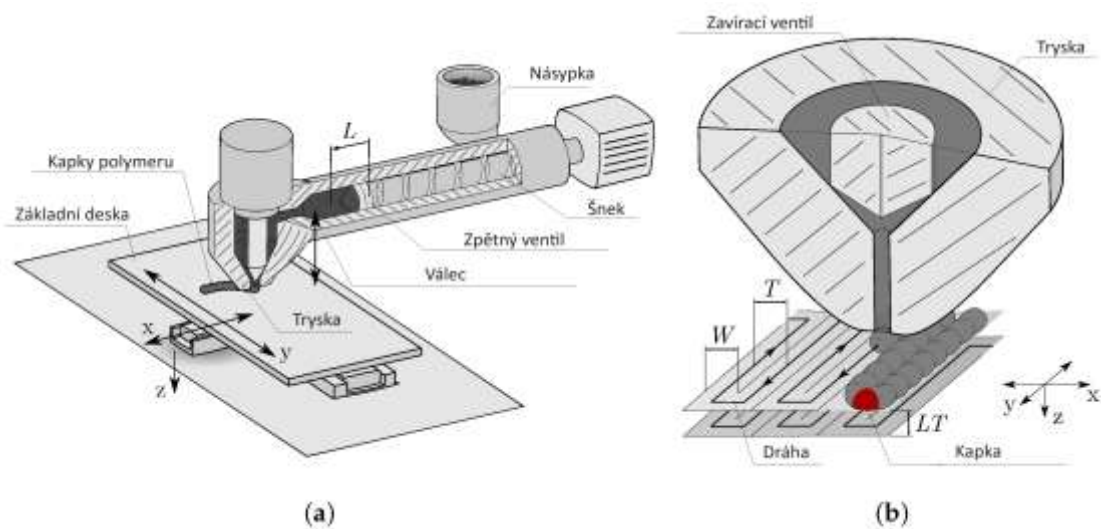 Násypka
L
Kapky polymeru
Základní deska
Šnek
Zpětný ventil
Válec
Tryska
x
y
z
(a)
Zavírací ventil
Tryska
T
W
x
y
z
LT
Dráha
Kapka
(b)